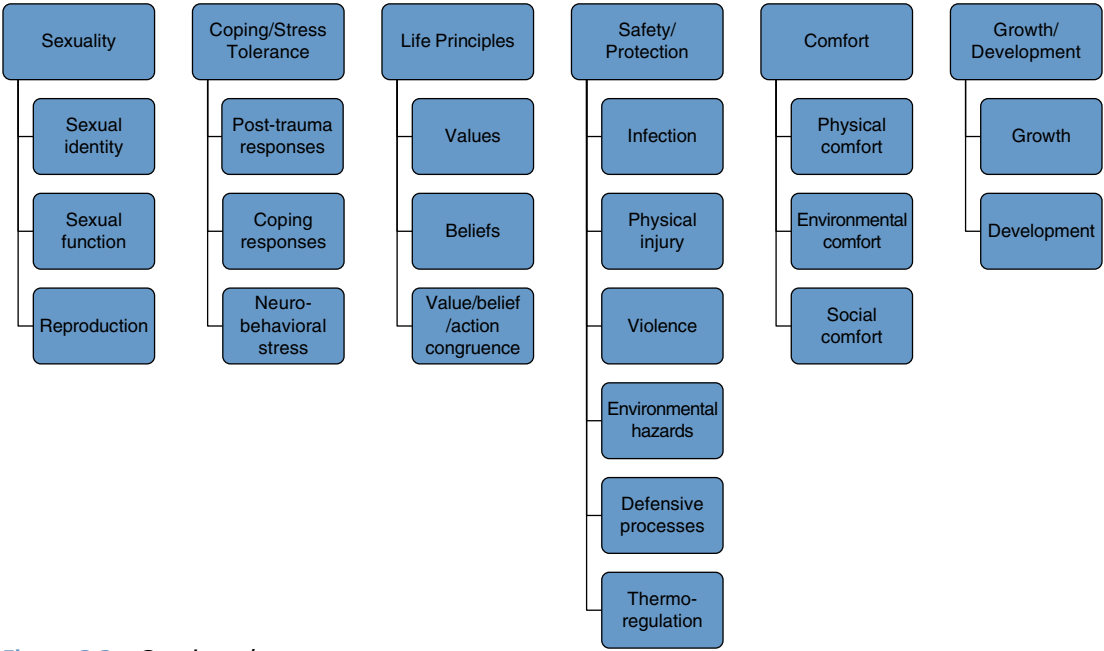 Sexuality
Sexual
identity
Sexual
function
Reproduction
Coping/Stress
Tolerance
Post-trauma
responses
Coping
responses
Neuro-
behavioral
stress
Life Principles
Values
Beliefs
Value/belief
/action
congruence
Safety/
Protection
Infection
Physical
injury
Violence
Environmental
hazards
Defensive
processes
Thermo-
regulation
Comfort
Physical
comfort
Environmental
comfort
Social
comfort
Growth/
Development
Growth
Development